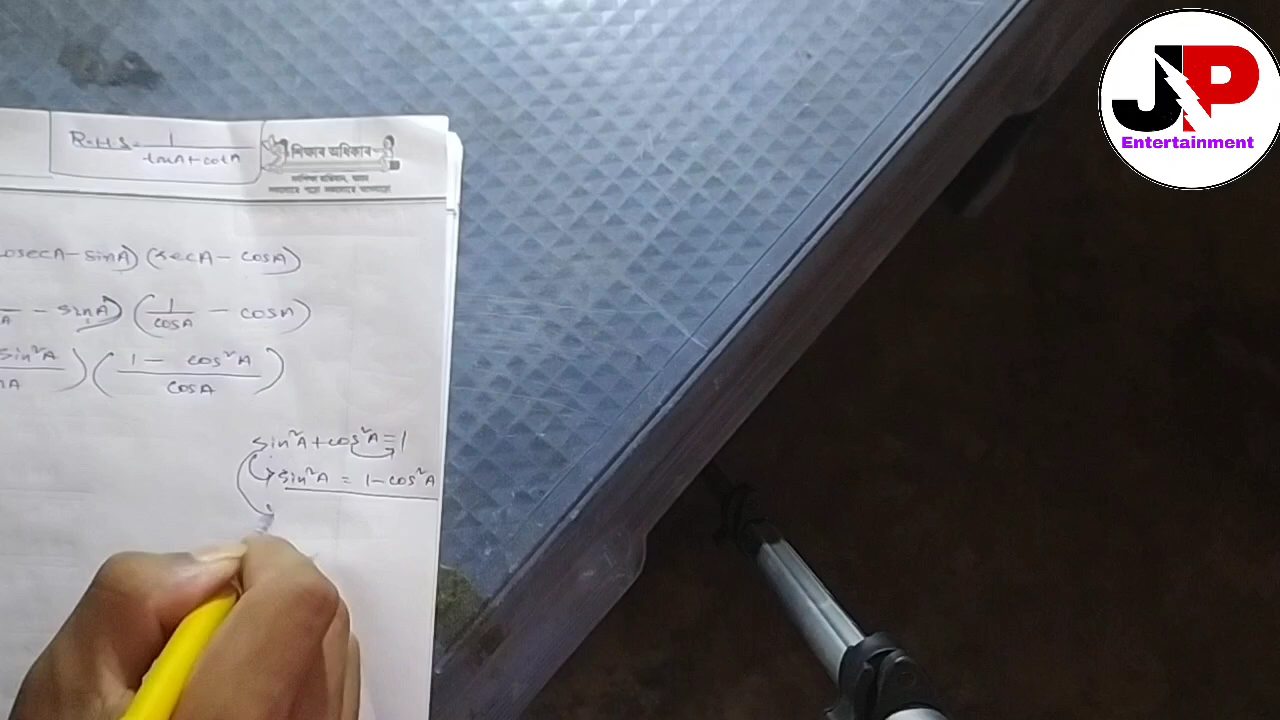 R.H.S = 1 / tanA + cotA
শিক্ষাৰ অধিকাৰ
(cosecA - sinA) (secA - cosA)
- sinA) (1/cosA - cosA)
sin²A) (1 - cos²A / cosA)
sin²A + cos²A = 1
sin²A = 1 - cos²A
JP
Entertainment